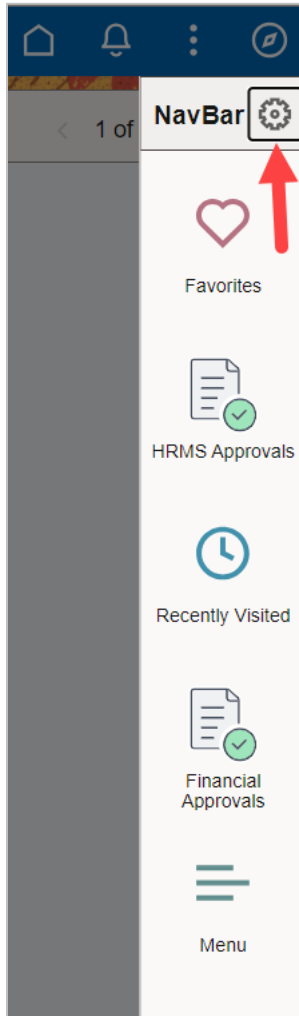 1 of
NavBar
Favorites
HRMS Approvals
Recently Visited
Financial
Approvals
Menu